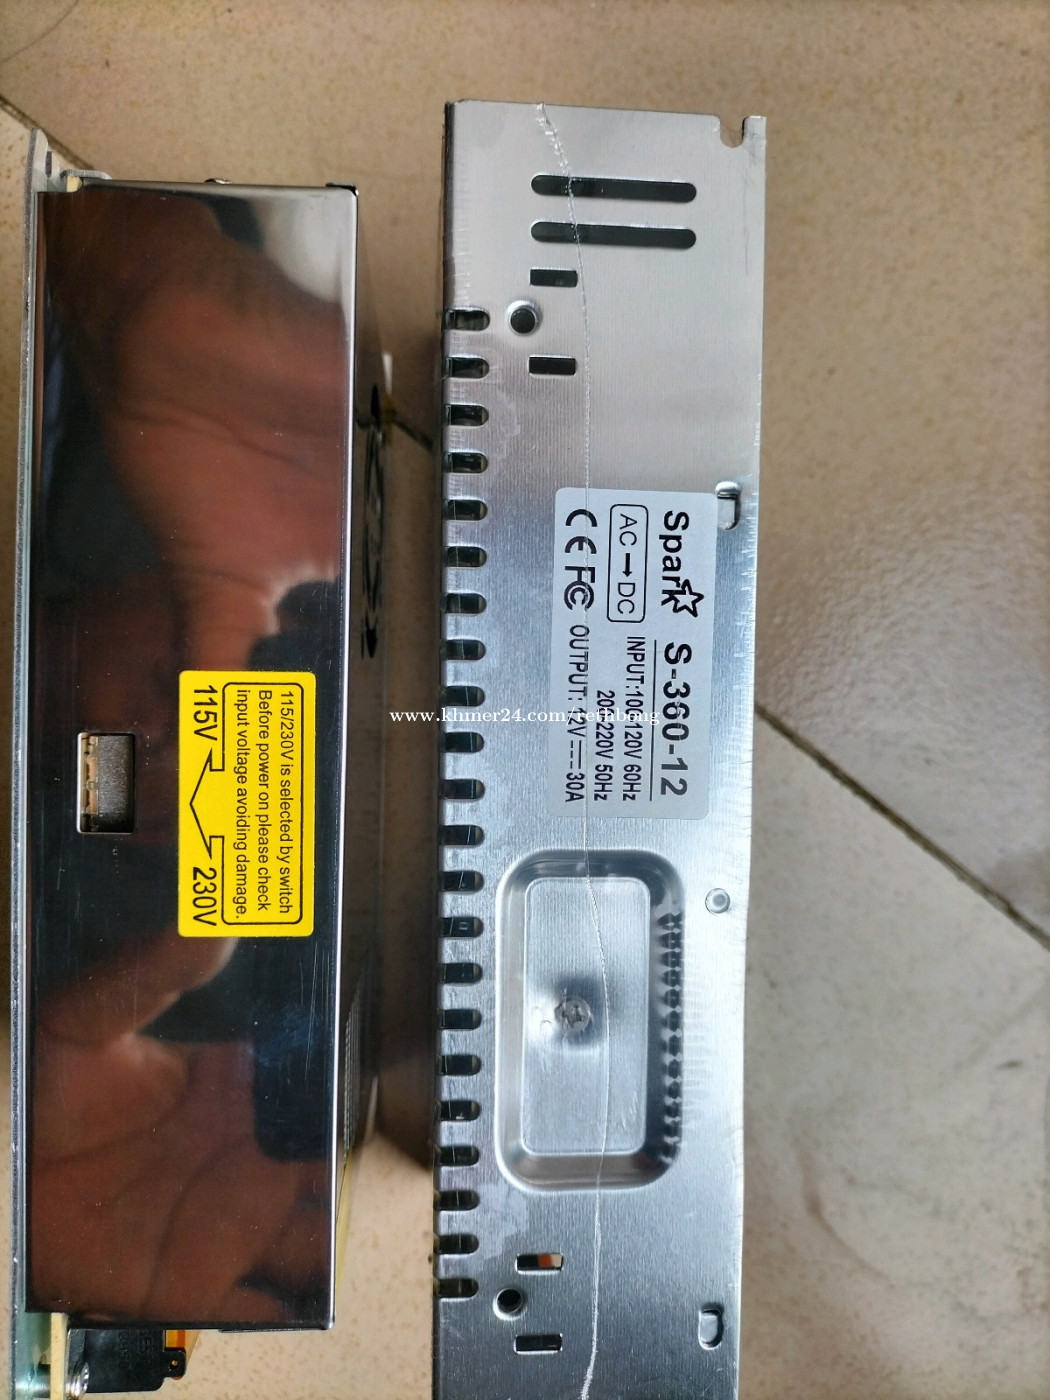 115/230V is selected by switch
Before power on please check
input voltage avoiding damage.
115V 230V
Spark S-360-12
AC→DC
INPUT:100-120V 60Hz
200-220V 50Hz
CE FC OUTPUT: 12V⎓30A
www.khmer24.com/rethbong